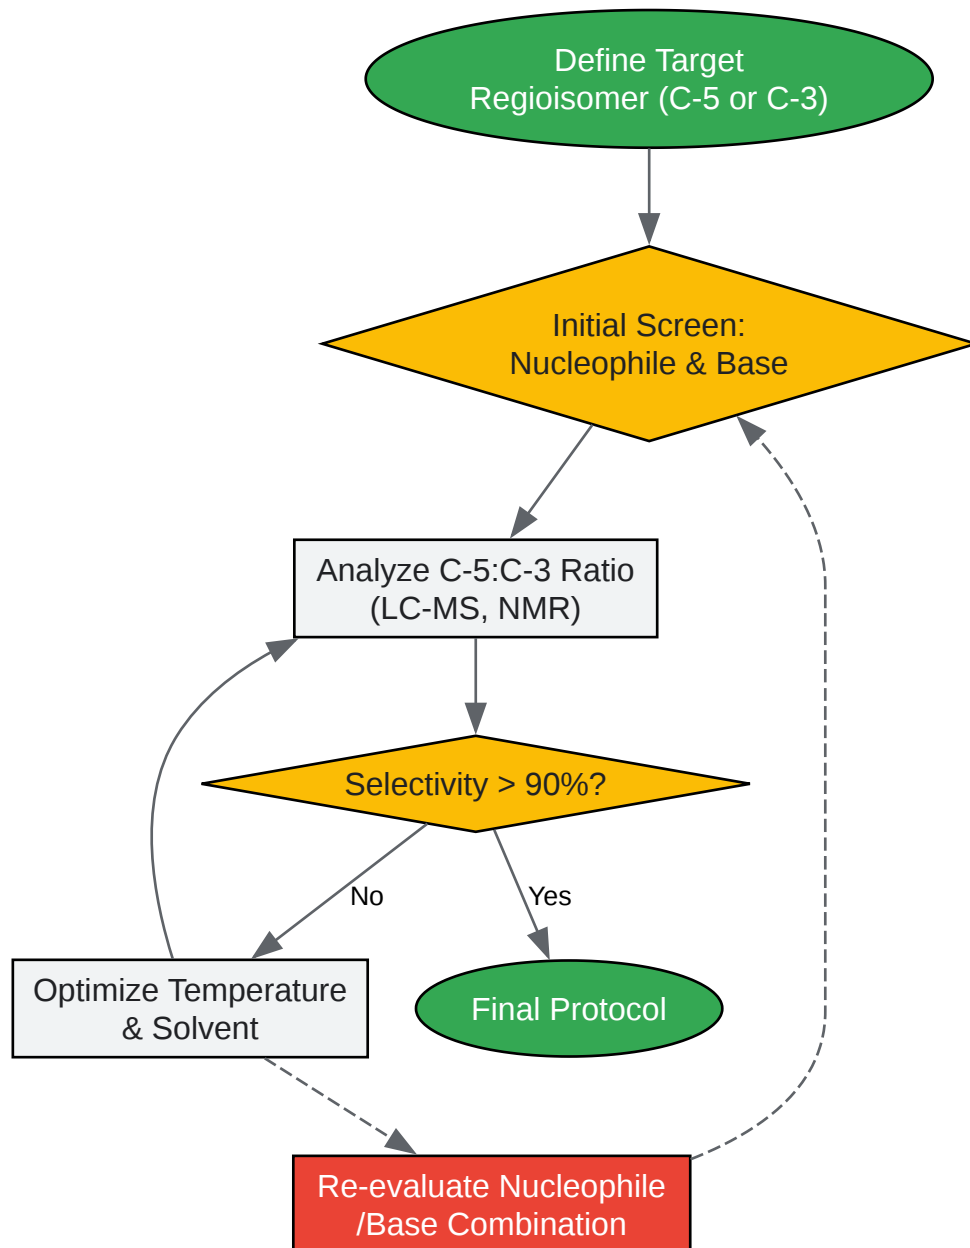 Define Target
Regioisomer (C-5 or C-3)
Initial Screen:
Nucleophile & Base
Analyze C-5:C-3 Ratio
(LC-MS, NMR)
Selectivity > 90%?
No
Yes
Optimize Temperature
& Solvent
Final Protocol
Re-evaluate Nucleophile
/Base Combination